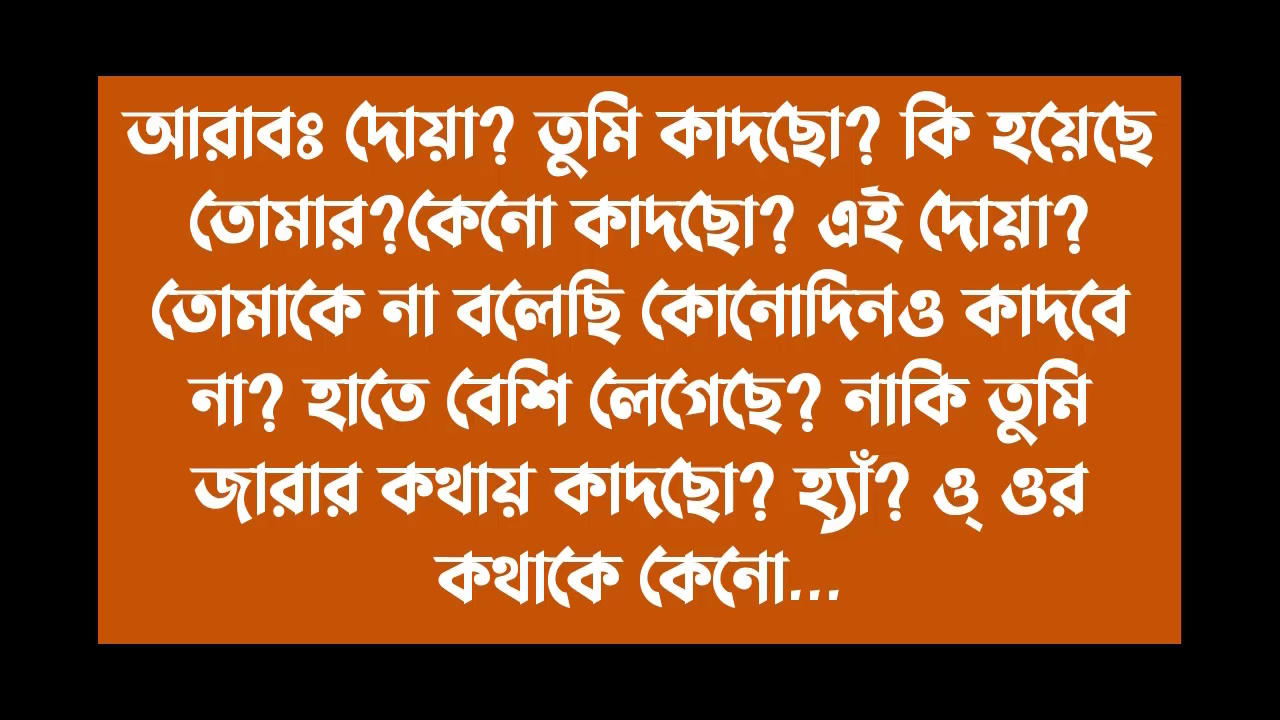 আরাবঃ দোয়া? তুমি কাদছো? কি হয়েছে
তোমার?কেনো কাদছো? এই দোয়া?
তোমাকে না বলেছি কোনোদিনও কাদবে
না? হাতে বেশি লেগেছে? নাকি তুমি
জারার কথায় কাদছো? হ্যাঁ? ও্ ওর
কথাকে কেনো...